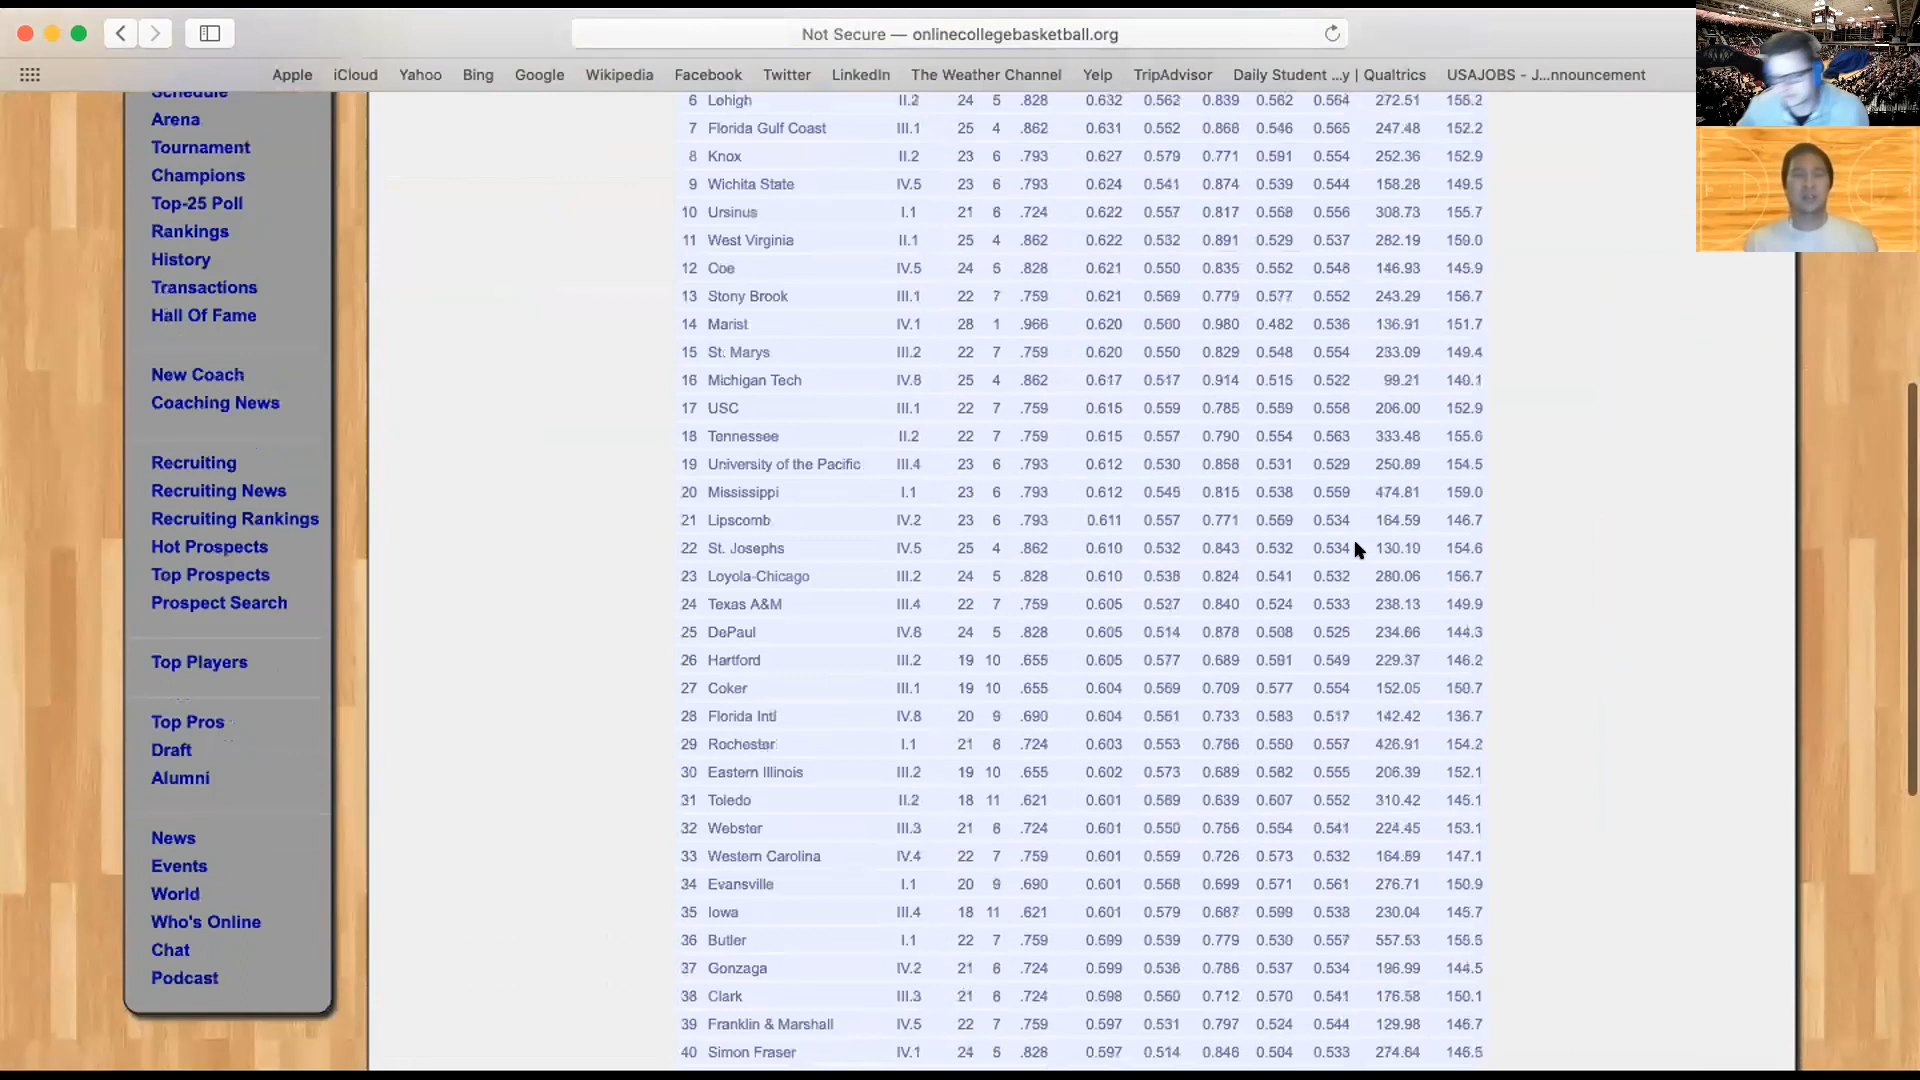 Not Secure — onlinecollegebasketball.org
Apple iCloud Yahoo Bing Google Wikipedia Facebook Twitter LinkedIn The Weather Channel Yelp TripAdvisor Daily Student ...y | Qualtrics USAJOBS - J...nnouncement
Schedule
Arena
Tournament
Champions
Top-25 Poll
Rankings
History
Transactions
Hall Of Fame
New Coach
Coaching News
Recruiting
Recruiting News
Recruiting Rankings
Hot Prospects
Top Prospects
Prospect Search
Top Players
Top Pros
Draft
Alumni
News
Events
World
Who's Online
Chat
Podcast
6 Lehigh II.2 24 5 .828 0.632 0.562 0.839 0.562 0.564 272.51 155.2
7 Florida Gulf Coast III.1 25 4 .862 0.631 0.552 0.866 0.546 0.565 247.48 152.2
8 Knox II.2 23 6 .793 0.627 0.579 0.771 0.591 0.554 252.36 152.9
9 Wichita State IV.5 23 6 .793 0.624 0.541 0.874 0.539 0.544 158.28 149.5
10 Ursinus I.1 21 8 .724 0.622 0.557 0.817 0.558 0.556 308.73 155.7
11 West Virginia II.1 25 4 .862 0.622 0.532 0.891 0.529 0.537 282.19 159.0
12 Coe IV.5 24 5 .828 0.621 0.550 0.835 0.552 0.548 146.93 145.9
13 Stony Brook III.1 22 7 .759 0.621 0.569 0.779 0.577 0.552 243.29 156.7
14 Marist IV.1 28 1 .966 0.620 0.500 0.980 0.482 0.536 136.91 151.7
15 St. Marys III.2 22 7 .759 0.620 0.550 0.829 0.548 0.554 233.09 149.4
16 Michigan Tech IV.8 25 4 .862 0.617 0.517 0.914 0.515 0.522 99.21 140.1
17 USC III.1 22 7 .759 0.615 0.559 0.785 0.559 0.558 206.00 152.9
18 Tennessee II.2 22 7 .759 0.615 0.557 0.790 0.554 0.563 333.48 155.6
19 University of the Pacific III.4 23 6 .793 0.612 0.530 0.858 0.531 0.529 250.89 154.5
20 Mississippi I.1 23 6 .793 0.612 0.545 0.815 0.538 0.559 474.81 159.0
21 Lipscomb IV.2 23 6 .793 0.611 0.557 0.771 0.569 0.534 164.59 146.7
22 St. Josephs IV.5 25 4 .862 0.610 0.532 0.843 0.532 0.534 130.10 154.6
23 Loyola-Chicago III.2 24 5 .828 0.610 0.538 0.824 0.541 0.532 280.06 156.7
24 Texas A&M III.4 22 7 .759 0.605 0.527 0.840 0.524 0.533 238.13 149.9
25 DePaul IV.6 24 5 .828 0.605 0.514 0.878 0.508 0.525 234.66 144.3
26 Hartford III.2 19 10 .655 0.605 0.577 0.689 0.591 0.549 229.37 146.2
27 Coker III.1 19 10 .655 0.604 0.569 0.709 0.577 0.554 152.05 150.7
28 Florida Intl IV.8 20 9 .690 0.604 0.561 0.733 0.583 0.517 142.42 136.7
29 Rochester I.1 21 8 .724 0.603 0.553 0.756 0.550 0.557 426.91 154.2
30 Eastern Illinois III.2 19 10 .655 0.602 0.573 0.689 0.582 0.555 206.39 152.1
31 Toledo II.2 18 11 .621 0.601 0.589 0.639 0.607 0.552 310.42 145.1
32 Webster III.3 21 8 .724 0.601 0.550 0.756 0.554 0.541 224.45 153.1
33 Western Carolina IV.4 22 7 .759 0.601 0.559 0.726 0.573 0.532 164.69 147.1
34 Evansville I.1 20 9 .690 0.601 0.568 0.699 0.571 0.561 276.71 150.9
35 Iowa III.4 18 11 .621 0.601 0.579 0.667 0.599 0.538 230.04 145.7
36 Butler I.1 22 7 .759 0.599 0.539 0.779 0.530 0.557 557.53 155.5
37 Gonzaga IV.2 21 8 .724 0.599 0.536 0.786 0.537 0.534 196.99 144.5
38 Clark III.3 21 8 .724 0.598 0.560 0.712 0.570 0.541 176.58 150.1
39 Franklin & Marshall IV.5 22 7 .759 0.597 0.531 0.797 0.524 0.544 129.98 146.7
40 Simon Fraser IV.1 24 5 .828 0.597 0.514 0.846 0.504 0.533 274.64 146.5